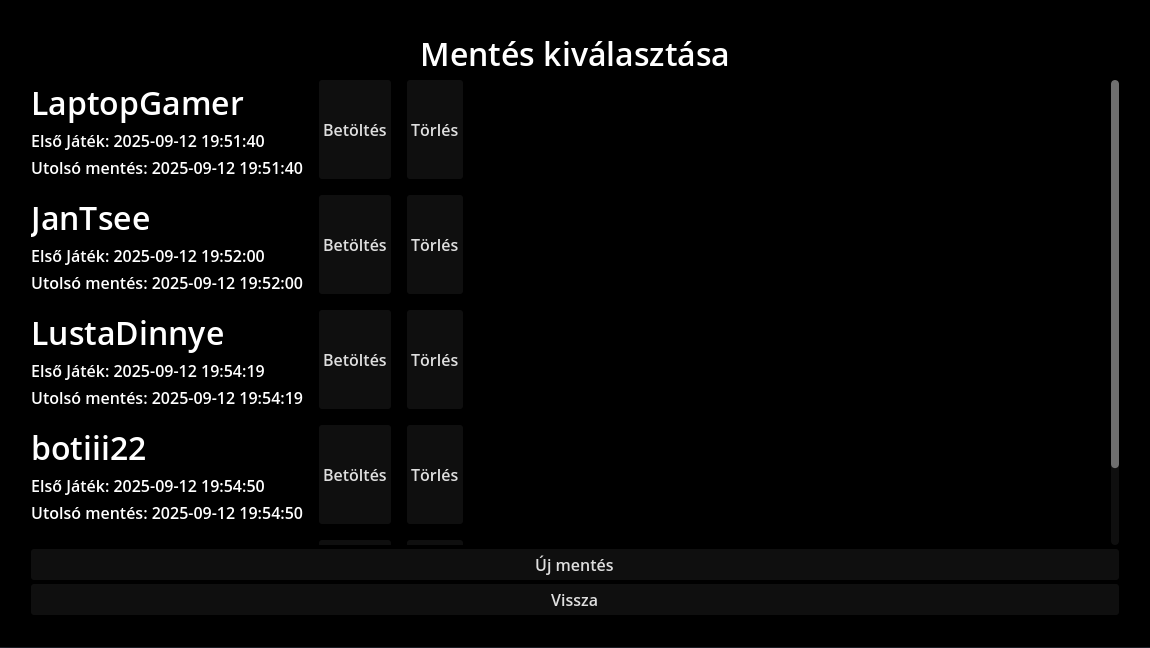 Mentés kiválasztása
LaptopGamer
Első Játék: 2025-09-12 19:51:40
Utolsó mentés: 2025-09-12 19:51:40
Betöltés
Törlés
JanTsee
Első Játék: 2025-09-12 19:52:00
Utolsó mentés: 2025-09-12 19:52:00
Betöltés
Törlés
LustaDinnye
Első Játék: 2025-09-12 19:54:19
Utolsó mentés: 2025-09-12 19:54:19
Betöltés
Törlés
botiii22
Első Játék: 2025-09-12 19:54:50
Utolsó mentés: 2025-09-12 19:54:50
Betöltés
Törlés
Új mentés
Vissza